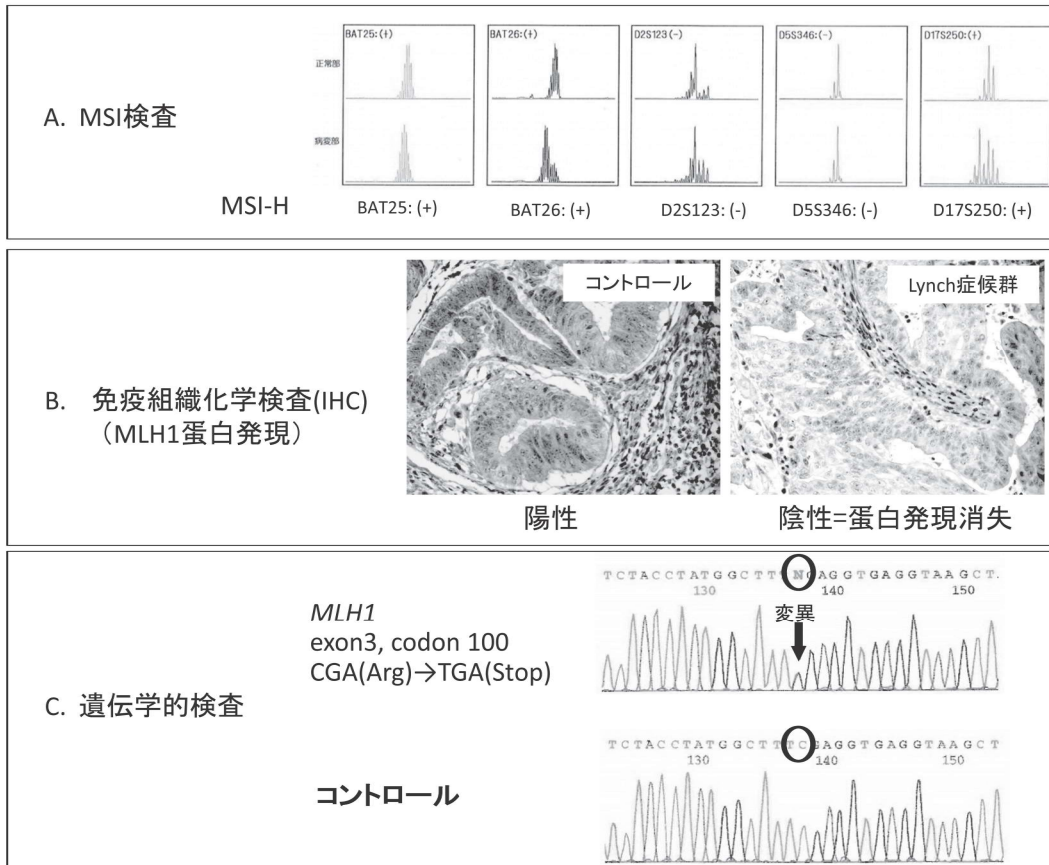 BAT25:(+)
BAT26:(+)
D2S123(-)
D5S346:(-)
D17S250:(+)
正常部
A. MSI検査
病変部
MSI-H
BAT25: (+)
BAT26: (+)
D2S123: (-)
D5S346: (-)
D17S250: (+)
コントロール
Lynch症候群
B. 免疫組織化学検査(IHC)
（MLH1蛋白発現）
陽性
陰性=蛋白発現消失
TCTACCTATGGCTTTNGAGGTGAGGTAAGCT.
130 140 150
変異
MLH1
exon3, codon 100
CGA(Arg)→TGA(Stop)
C. 遺伝学的検査
TCTACCTATGGCTTTCGAGGTGAGGTAAGCT
130 140 150
コントロール